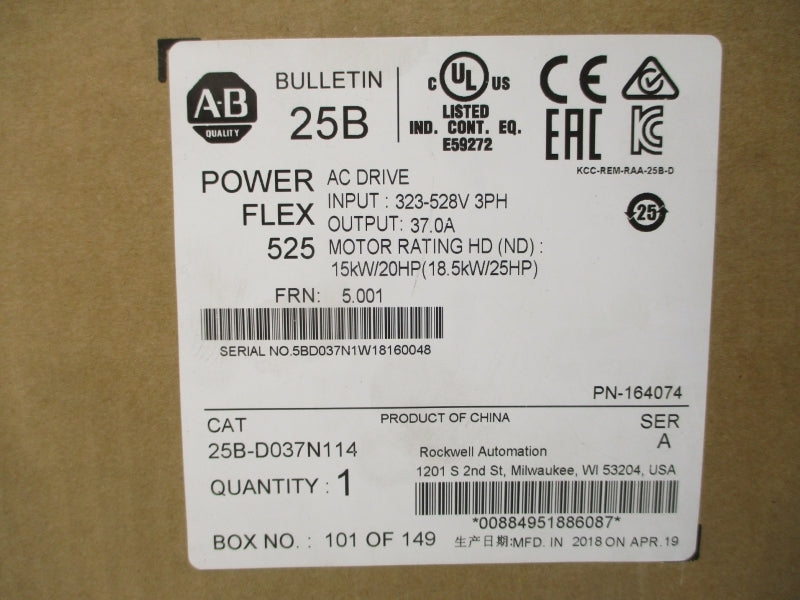 A-B
QUALITY
BULLETIN
25B
C UL US
LISTED
IND. CONT. EQ.
E59272
CE
EAC
KC
KCC-REM-RAA-25B-D
25
POWER
FLEX
525
AC DRIVE
INPUT : 323-528V 3PH
OUTPUT: 37.0A
MOTOR RATING HD (ND) :
15kW/20HP(18.5kW/25HP)
FRN: 5.001
SERIAL NO.5BD037N1W18160048
PN-164074
CAT
25B-D037N114
PRODUCT OF CHINA
SER
A
QUANTITY : 1
Rockwell Automation
1201 S 2nd St, Milwaukee, WI 53204, USA
*00884951886087*
BOX NO. : 101 OF 149
生产日期:MFD. IN 2018 ON APR.19